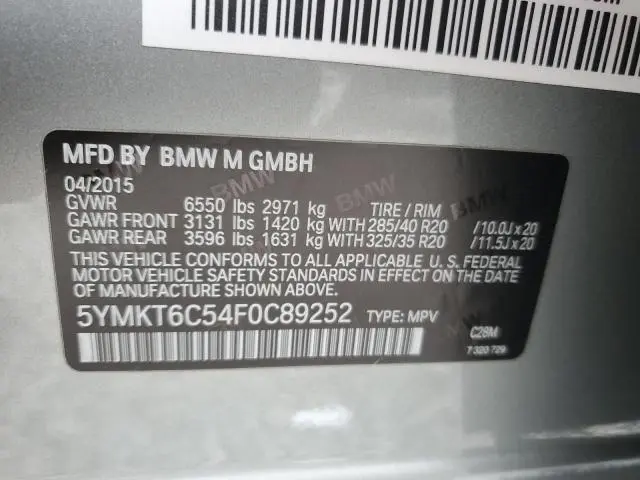 MFD BY BMW M GMBH
04/2015
GVWR 6550 lbs 2971 kg TIRE / RIM
GAWR FRONT 3131 lbs 1420 kg WITH 285/40 R20 /10.0J x 20
GAWR REAR 3596 lbs 1631 kg WITH 325/35 R20 /11.5J x 20
THIS VEHICLE CONFORMS TO ALL APPLICABLE U. S. FEDERAL
MOTOR VEHICLE SAFETY STANDARDS IN EFFECT ON THE DATE
OF MANUFACTURE SHOWN ABOVE.
5YMKT6C54F0C89252 TYPE: MPV
C28M
7 320 729